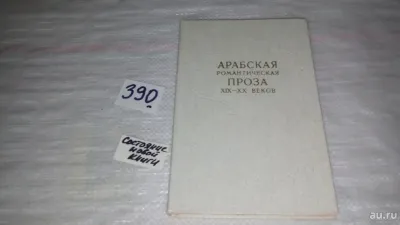 390
Состояние
новой
книги
АРАБСКАЯ
РОМАНТИЧЕСКАЯ
ПРОЗА
XIX-XX ВЕКОВ
au.ru